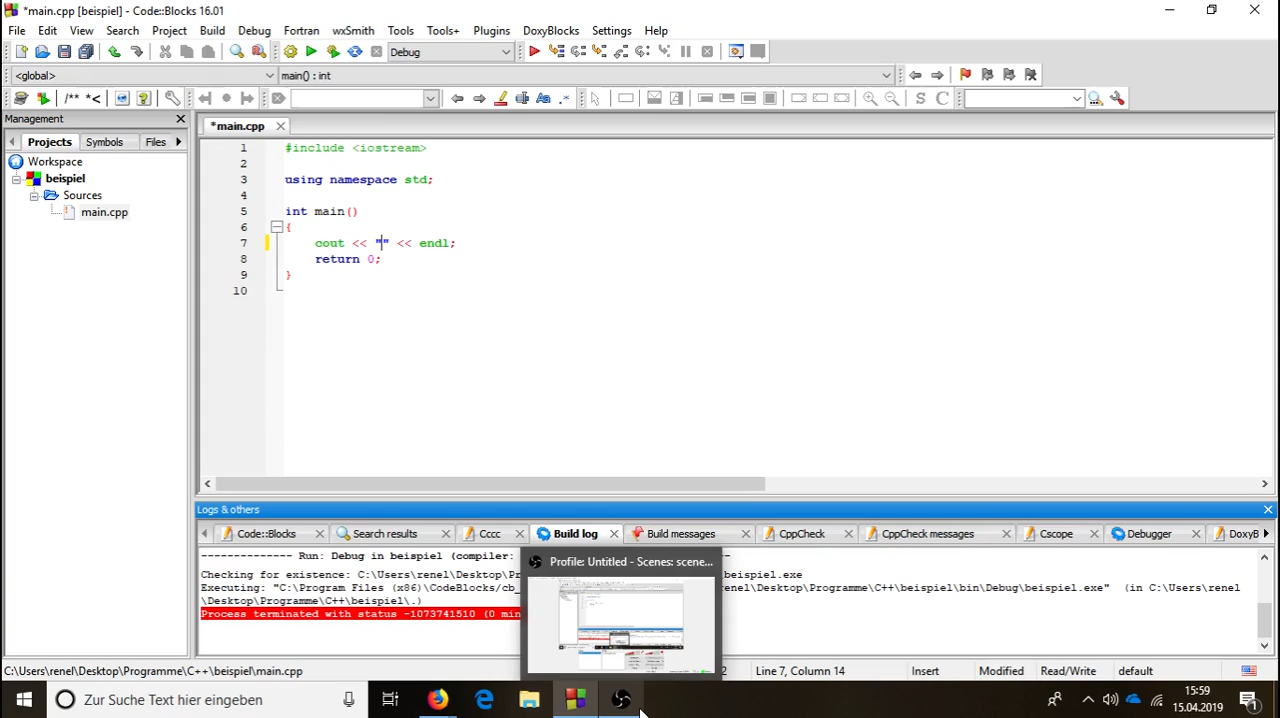 *main.cpp [beispiel] - Code::Blocks 16.01
File Edit View Search Project Build Debug Fortran wxSmith Tools Tools+ Plugins DoxyBlocks Settings Help
Debug
<global> main() : int
/** *<
S C
Management
Projects Symbols Files
*main.cpp
Workspace
beispiel
Sources
main.cpp
1 #include <iostream>
2
3 using namespace std;
4
5 int main()
6 {
7 cout << "" << endl;
8 return 0;
9 }
10
Logs & others
Code::Blocks Search results Cccc Build log Build messages CppCheck CppCheck messages Cscope Debugger DoxyB
-------------- Run: Debug in beispiel (compiler:
Checking for existence: C:\Users\renel\Desktop\Pr beispiel.exe
Executing: "C:\Program Files (x86)\CodeBlocks/cb_ renel\Desktop\Programme\C++\beispiel\bin\Debug\beispiel.exe" (in C:\Users\renel
\Desktop\Programme\C++\beispiel\.)
Process terminated with status -1073741510 (0 min
Profile: Untitled - Scenes: scene...
C:\Users\renel\Desktop\Programme\C++\beispiel\main.cpp 2 Line 7, Column 14 Insert Modified Read/Write default
Zur Suche Text hier eingeben
15:59
15.04.2019
1